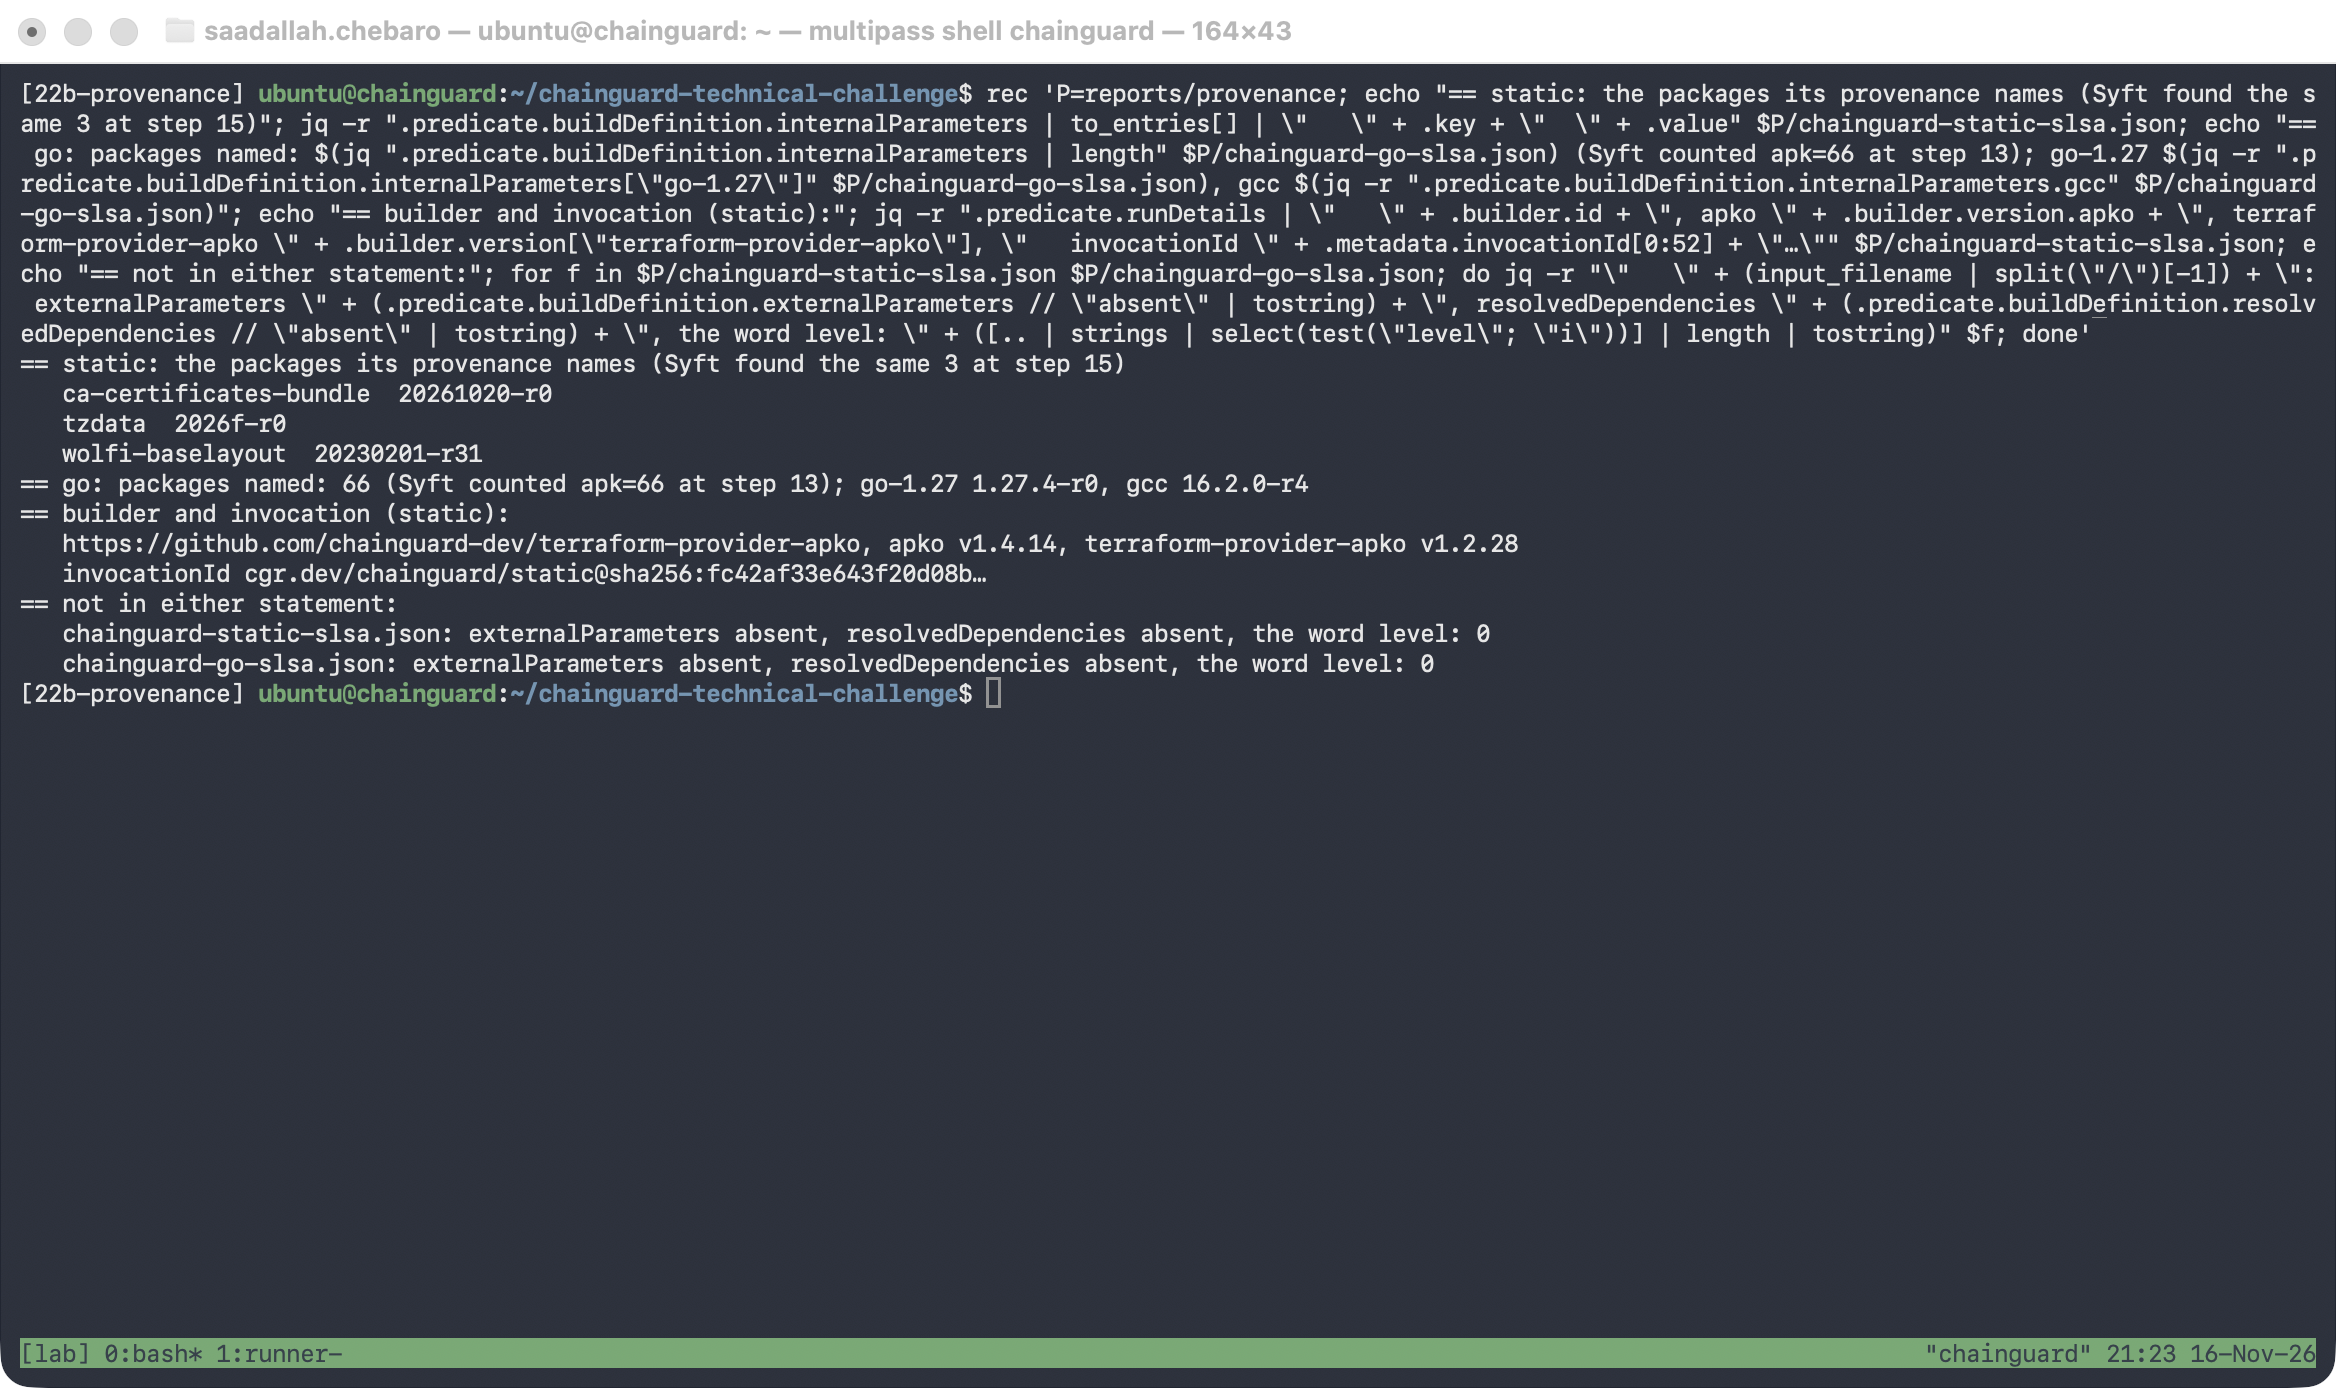 saadallah.chebaro — ubuntu@chainguard: ~ — multipass shell chainguard — 164×43
[22b-provenance] ubuntu@chainguard:~/chainguard-technical-challenge$ rec 'P=reports/provenance; echo "== static: the packages its provenance names (Syft found the s
ame 3 at step 15)"; jq -r ".predicate.buildDefinition.internalParameters | to_entries[] | \"   \" + .key + \"  \" + .value" $P/chainguard-static-slsa.json; echo "==
 go: packages named: $(jq ".predicate.buildDefinition.internalParameters | length" $P/chainguard-go-slsa.json) (Syft counted apk=66 at step 13); go-1.27 $(jq -r ".p
redicate.buildDefinition.internalParameters[\"go-1.27\"]" $P/chainguard-go-slsa.json), gcc $(jq -r ".predicate.buildDefinition.internalParameters.gcc" $P/chainguard
-go-slsa.json)"; echo "== builder and invocation (static):"; jq -r ".predicate.runDetails | \"   \" + .builder.id + \", apko \" + .builder.version.apko + \", terraf
orm-provider-apko \" + .builder.version[\"terraform-provider-apko\"], \"   invocationId \" + .metadata.invocationId[0:52] + \"…\"" $P/chainguard-static-slsa.json; e
cho "== not in either statement:"; for f in $P/chainguard-static-slsa.json $P/chainguard-go-slsa.json; do jq -r "\"   \" + (input_filename | split(\"/\")[-1]) + \":
 externalParameters \" + (.predicate.buildDefinition.externalParameters // \"absent\" | tostring) + \", resolvedDependencies \" + (.predicate.buildDefinition.resolv
edDependencies // \"absent\" | tostring) + \", the word level: \" + ([.. | strings | select(test(\"level\"; \"i\"))] | length | tostring)" $f; done'
== static: the packages its provenance names (Syft found the same 3 at step 15)
   ca-certificates-bundle  20261020-r0
   tzdata  2026f-r0
   wolfi-baselayout  20230201-r31
== go: packages named: 66 (Syft counted apk=66 at step 13); go-1.27 1.27.4-r0, gcc 16.2.0-r4
== builder and invocation (static):
   https://github.com/chainguard-dev/terraform-provider-apko, apko v1.4.14, terraform-provider-apko v1.2.28
   invocationId cgr.dev/chainguard/static@sha256:fc42af33e643f20d08b…
== not in either statement:
   chainguard-static-slsa.json: externalParameters absent, resolvedDependencies absent, the word level: 0
   chainguard-go-slsa.json: externalParameters absent, resolvedDependencies absent, the word level: 0
[22b-provenance] ubuntu@chainguard:~/chainguard-technical-challenge$
[lab] 0:bash* 1:runner- "chainguard" 21:23 16-Nov-26